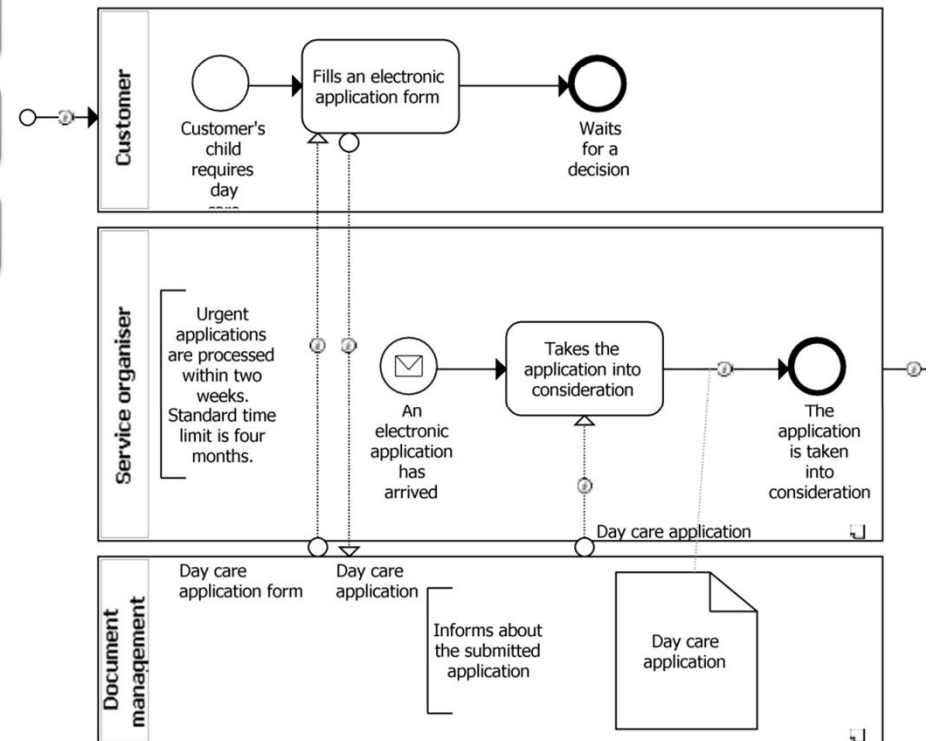 Customer
Fills an electronic
application form
Customer's
child
requires
day
Waits
for a
decision
Service organiser
Urgent
applications
are processed
within two
weeks.
Standard time
limit is four
months.
An
electronic
application
has
arrived
Takes the
application into
consideration
The
application
is taken
into
consideration
Day care application
Document
management
Day care
application form
Day care
application
Informs about
the submitted
application
Day care
application